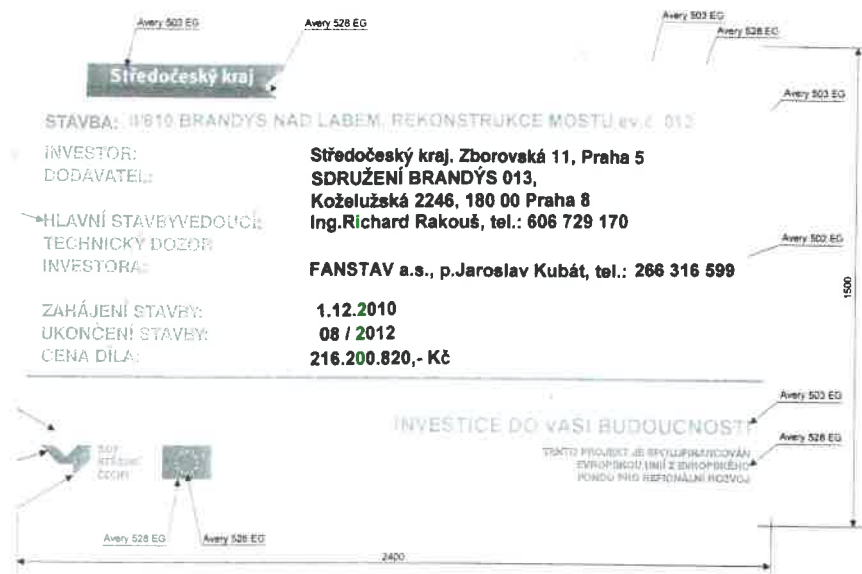 Avery 503 EG
Avery 528 EG
Avery 503 EG
Avery 528 EG
Středočeský kraj
Avery 503 EG
STAVBA: II/610 BRANDÝS NAD LABEM, REKONSTRUKCE MOSTU ev.č. 013
INVESTOR: Středočeský kraj, Zborovská 11, Praha 5
DODAVATEL: SDRUŽENÍ BRANDÝS 013,
Koželužská 2246, 180 00 Praha 8
HLAVNÍ STAVBYVEDOUCÍ: Ing.Richard Rakouš, tel.: 606 729 170
TECHNICKÝ DOZOR
Avery 502 EG
INVESTORA: FANSTAV a.s., p.Jaroslav Kubát, tel.: 266 316 599
1500
ZAHÁJENÍ STAVBY: 1.12.2010
UKONČENÍ STAVBY: 08 / 2012
CENA DÍLA: 216.200.820,- Kč
Avery 503 EG
INVESTICE DO VAŠÍ BUDOUCNOSTI
Avery 528 EG
ROP
STŘEDNÍ
ČECHY
TENTO PROJEKT JE SPOLUFINANCOVÁN
EVROPSKOU UNIÍ Z EVROPSKÉHO
FONDU PRO REGIONÁLNÍ ROZVOJ
Avery 528 EG
Avery 528 EG
2400